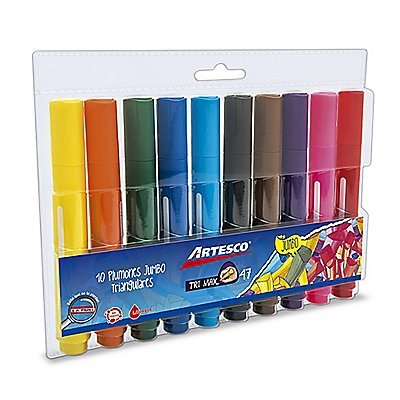 10 Plumones Jumbo
Triangulares
ARTESCO
TRI MAX 47
JUMBO